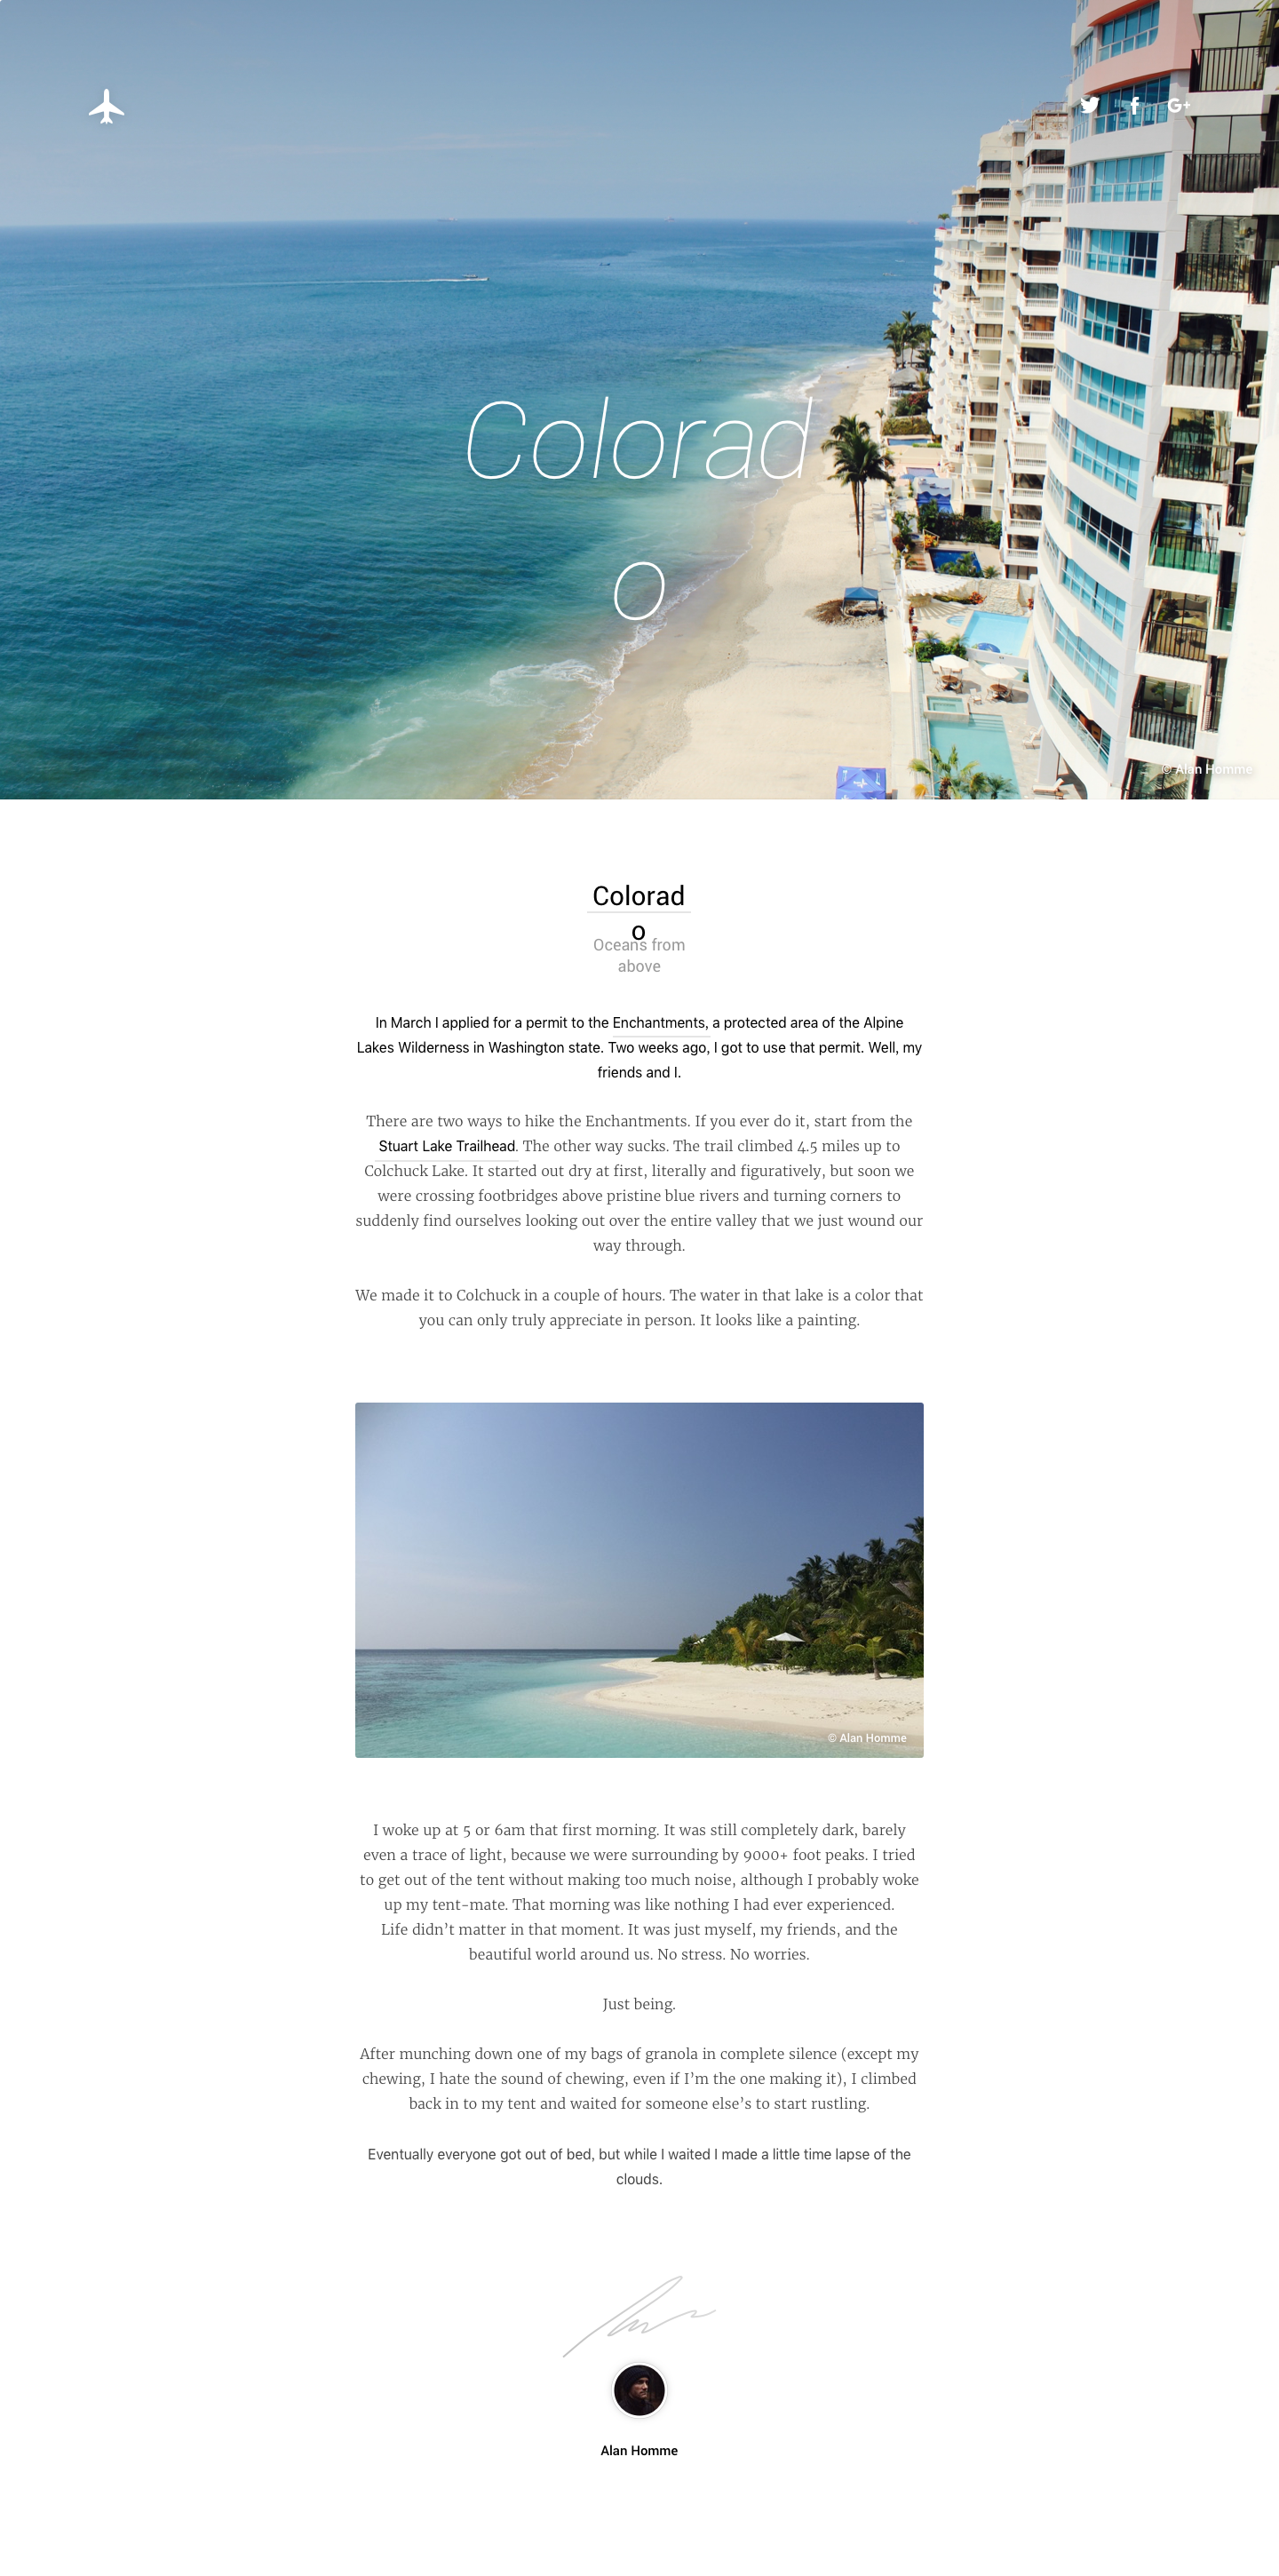 G+
Colorad
o
© Alan Homme
Colorad
o
Oceans from
above
In March I applied for a permit to the Enchantments, a protected area of the Alpine
Lakes Wilderness in Washington state. Two weeks ago, I got to use that permit. Well, my
friends and I.
There are two ways to hike the Enchantments. If you ever do it, start from the
Stuart Lake Trailhead. The other way sucks. The trail climbed 4.5 miles up to
Colchuck Lake. It started out dry at first, literally and figuratively, but soon we
were crossing footbridges above pristine blue rivers and turning corners to
suddenly find ourselves looking out over the entire valley that we just wound our
way through.
We made it to Colchuck in a couple of hours. The water in that lake is a color that
you can only truly appreciate in person. It looks like a painting.
© Alan Homme
I woke up at 5 or 6am that first morning. It was still completely dark, barely
even a trace of light, because we were surrounding by 9000+ foot peaks. I tried
to get out of the tent without making too much noise, although I probably woke
up my tent-mate. That morning was like nothing I had ever experienced.
Life didn’t matter in that moment. It was just myself, my friends, and the
beautiful world around us. No stress. No worries.
Just being.
After munching down one of my bags of granola in complete silence (except my
chewing, I hate the sound of chewing, even if I’m the one making it), I climbed
back in to my tent and waited for someone else’s to start rustling.
Eventually everyone got out of bed, but while I waited I made a little time lapse of the
clouds.
Alan Homme